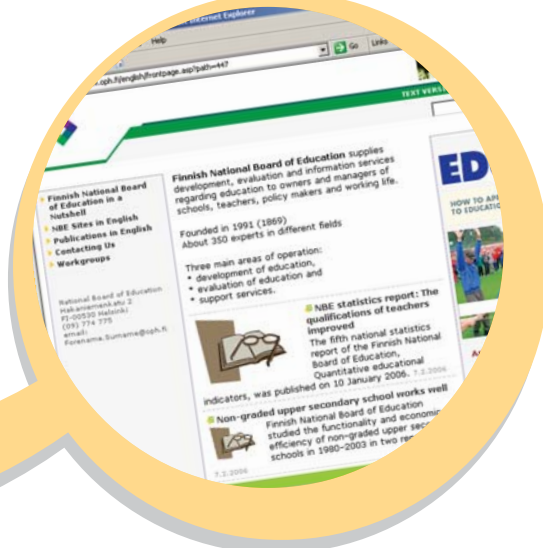 Internet Explorer
Help
Go Links
.oph.fi/english/frontpage.asp?path=447
TEXT
Finnish National Board
of Education in a
Nutshell
NBE Sites in English
Publications in English
Contacting Us
Workgroups
National Board of Education
Hakaniemenkatu 2
FI-00530 Helsinki
(09) 774 775
email:
Forename.Surname@oph.fi
Finnish National Board of Education supplies
development, evaluation and information services
regarding education to owners and managers of
schools, teachers, policy makers and working life.
Founded in 1991 (1869)
About 350 experts in different fields
Three main areas of operation:
* development of education,
* evaluation of education and
* support services.
NBE statistics report: The
qualifications of teachers
improved
The fifth national statistics
report of the Finnish National
Board of Education,
Quantitative educational
indicators, was published on 10 January 2006. 7.2.2006
Non-graded upper secondary school works well
Finnish National Board of Education
studied the functionality and economic
efficiency of non-graded upper
schools in 1980-2003 in two
7.2.2006
ED
HOW TO
TO